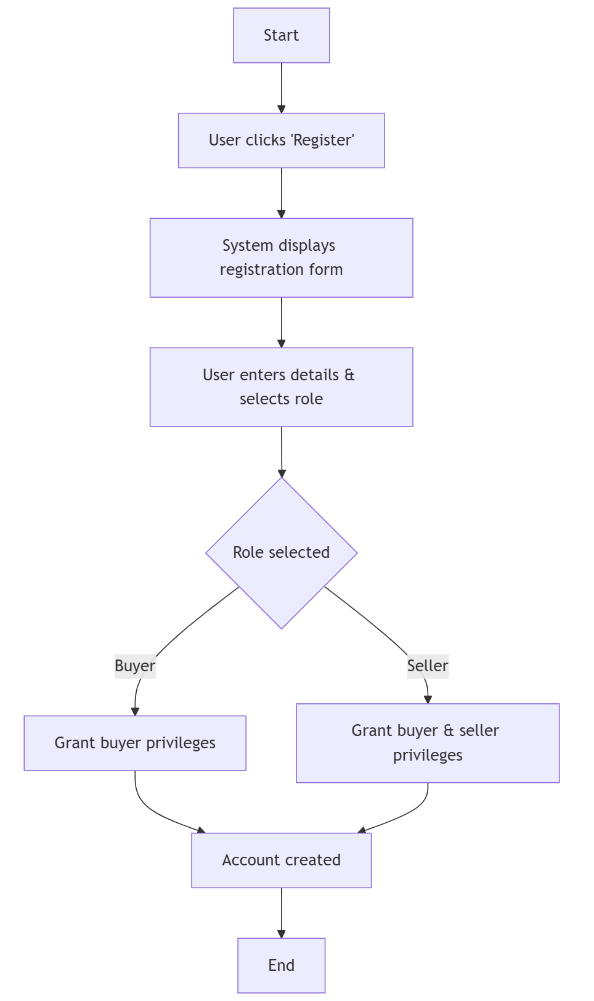 Start
User clicks 'Register'
System displays
registration form
User enters details &
selects role
Role selected
Buyer
Seller
Grant buyer privileges
Grant buyer & seller
privileges
Account created
End